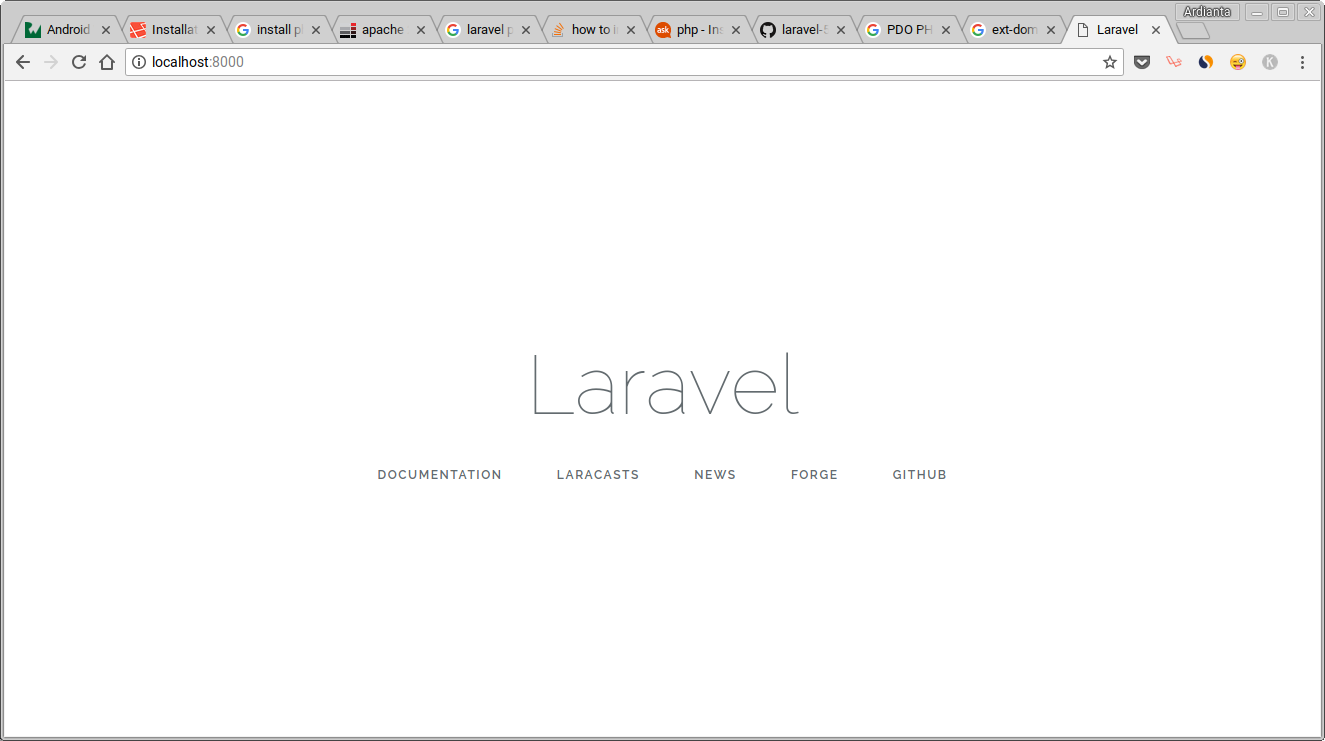 Ardianta
Android
Installat
install p
apache
laravel p
how to i
php - Ins
laravel-5
PDO PH
ext-dom
Laravel
localhost:8000
Laravel
DOCUMENTATION LARACASTS NEWS FORGE GITHUB